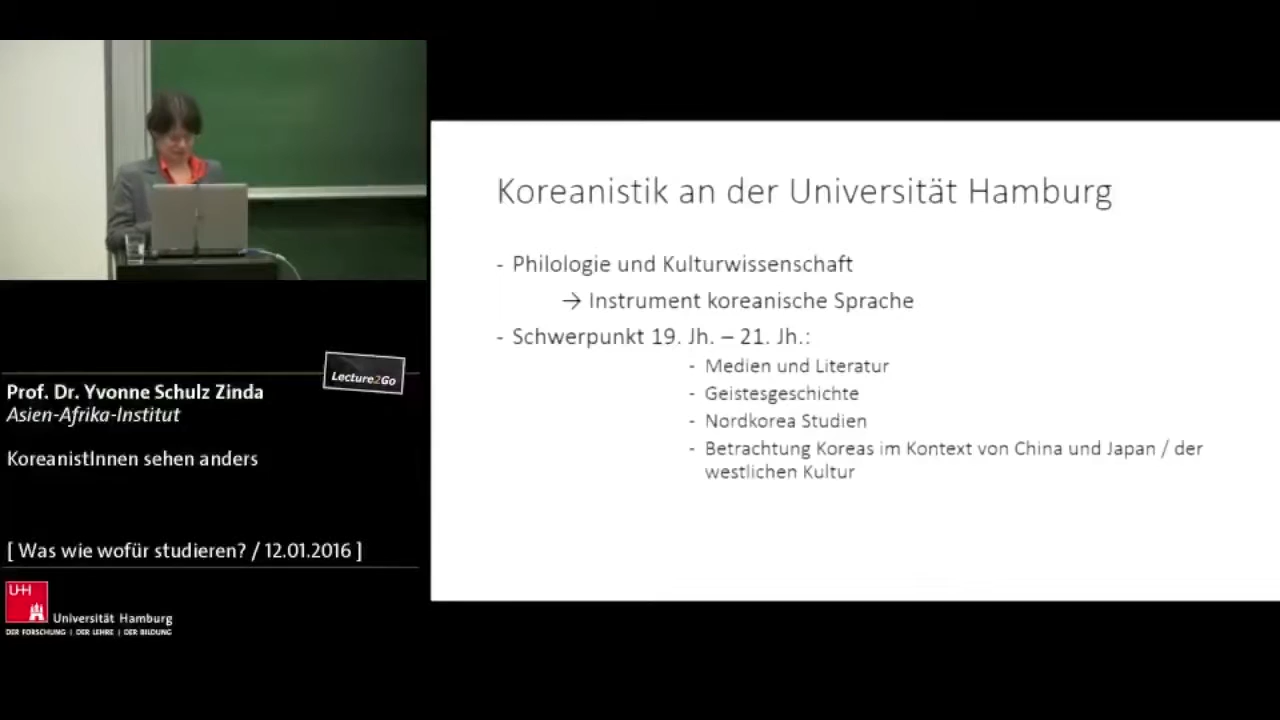 Koreanistik an der Universität Hamburg
- Philologie und Kulturwissenschaft
→ Instrument koreanische Sprache
- Schwerpunkt 19. Jh. – 21. Jh.:
- Medien und Literatur
- Geistesgeschichte
- Nordkorea Studien
- Betrachtung Koreas im Kontext von China und Japan / der
westlichen Kultur
Lecture2Go
Prof. Dr. Yvonne Schulz Zinda
Asien-Afrika-Institut
KoreanistInnen sehen anders
[ Was wie wofür studieren? / 12.01.2016 ]
UH
Universität Hamburg
DER FORSCHUNG | DER LEHRE | DER BILDUNG